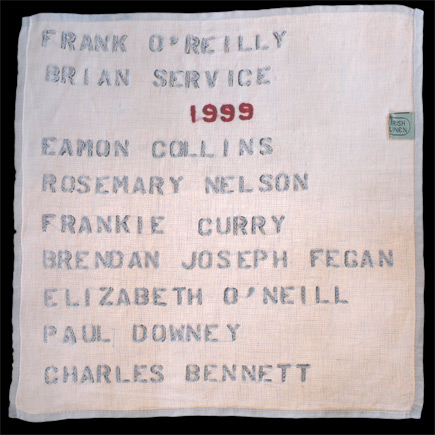 FRANK O'REILLY
BRIAN SERVICE
1999
IRISH
LINEN
EAMON COLLINS
ROSEMARY NELSON
FRANKIE CURRY
BRENDAN JOSEPH FEGAN
ELIZABETH O'NEILL
PAUL DOWNEY
CHARLES BENNETT